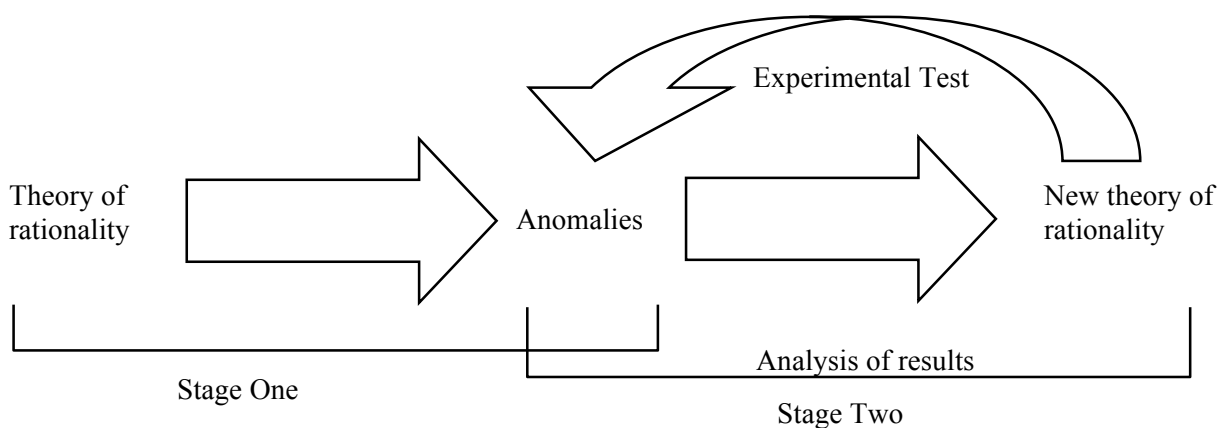 Experimental Test
Theory of
rationality
Anomalies
New theory of
rationality
Analysis of results
Stage One
Stage Two